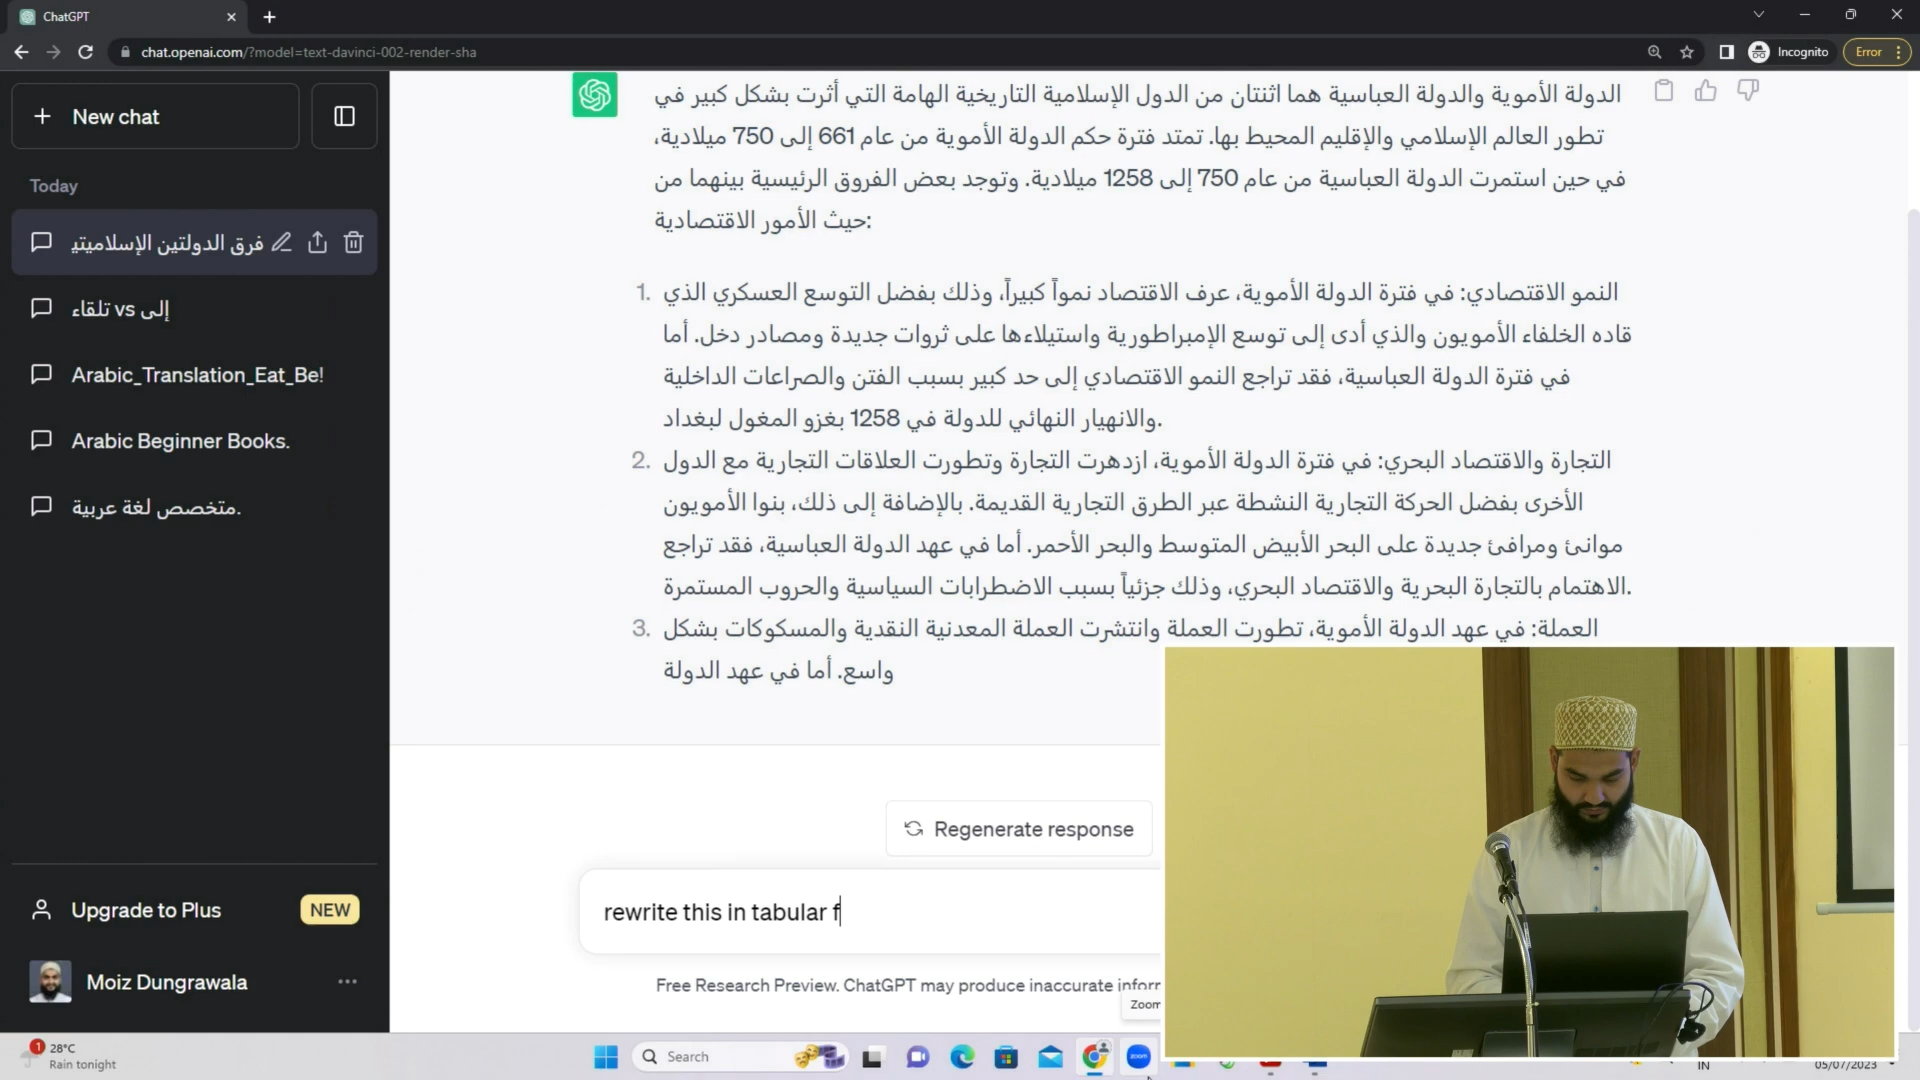 ChatGPT
chat.openai.com/?model=text-davinci-002-render-sha
Incognito
Error
New chat
Today
فرق الدولتين الإسلاميتي
إلى vs تلقاء
Arabic_Translation_Eat_Be!
Arabic Beginner Books.
متخصص لغة عربية.
Upgrade to Plus
NEW
Moiz Dungrawala
الدولة الأموية والدولة العباسية هما اثنتان من الدول الإسلامية التاريخية الهامة التي أثرت بشكل كبير في
تطور العالم الإسلامي والإقليم المحيط بها. تمتد فترة حكم الدولة الأموية من عام 661 إلى 750 ميلادية،
في حين استمرت الدولة العباسية من عام 750 إلى 1258 ميلادية. وتوجد بعض الفروق الرئيسية بينهما من
حيث الأمور الاقتصادية:
1. النمو الاقتصادي: في فترة الدولة الأموية، عرف الاقتصاد نمواً كبيراً، وذلك بفضل التوسع العسكري الذي
قاده الخلفاء الأمويون والذي أدى إلى توسع الإمبراطورية واستيلاءها على ثروات جديدة ومصادر دخل. أما
في فترة الدولة العباسية، فقد تراجع النمو الاقتصادي إلى حد كبير بسبب الفتن والصراعات الداخلية
والانهيار النهائي للدولة في 1258 بغزو المغول لبغداد.
2. التجارة والاقتصاد البحري: في فترة الدولة الأموية، ازدهرت التجارة وتطورت العلاقات التجارية مع الدول
الأخرى بفضل الحركة التجارية النشطة عبر الطرق التجارية القديمة. بالإضافة إلى ذلك، بنوا الأمويون
موانئ ومرافئ جديدة على البحر الأبيض المتوسط والبحر الأحمر. أما في عهد الدولة العباسية، فقد تراجع
الاهتمام بالتجارة البحرية والاقتصاد البحري، وذلك جزئياً بسبب الاضطرابات السياسية والحروب المستمرة.
3. العملة: في عهد الدولة الأموية، تطورت العملة وانتشرت العملة المعدنية النقدية والمسكوكات بشكل
واسع. أما في عهد الدولة
Regenerate response
rewrite this in tabular f
Free Research Preview. ChatGPT may produce inaccurate
Zoom
1
28°C
Rain tonight
Search
zoom
IN
05/07/2023